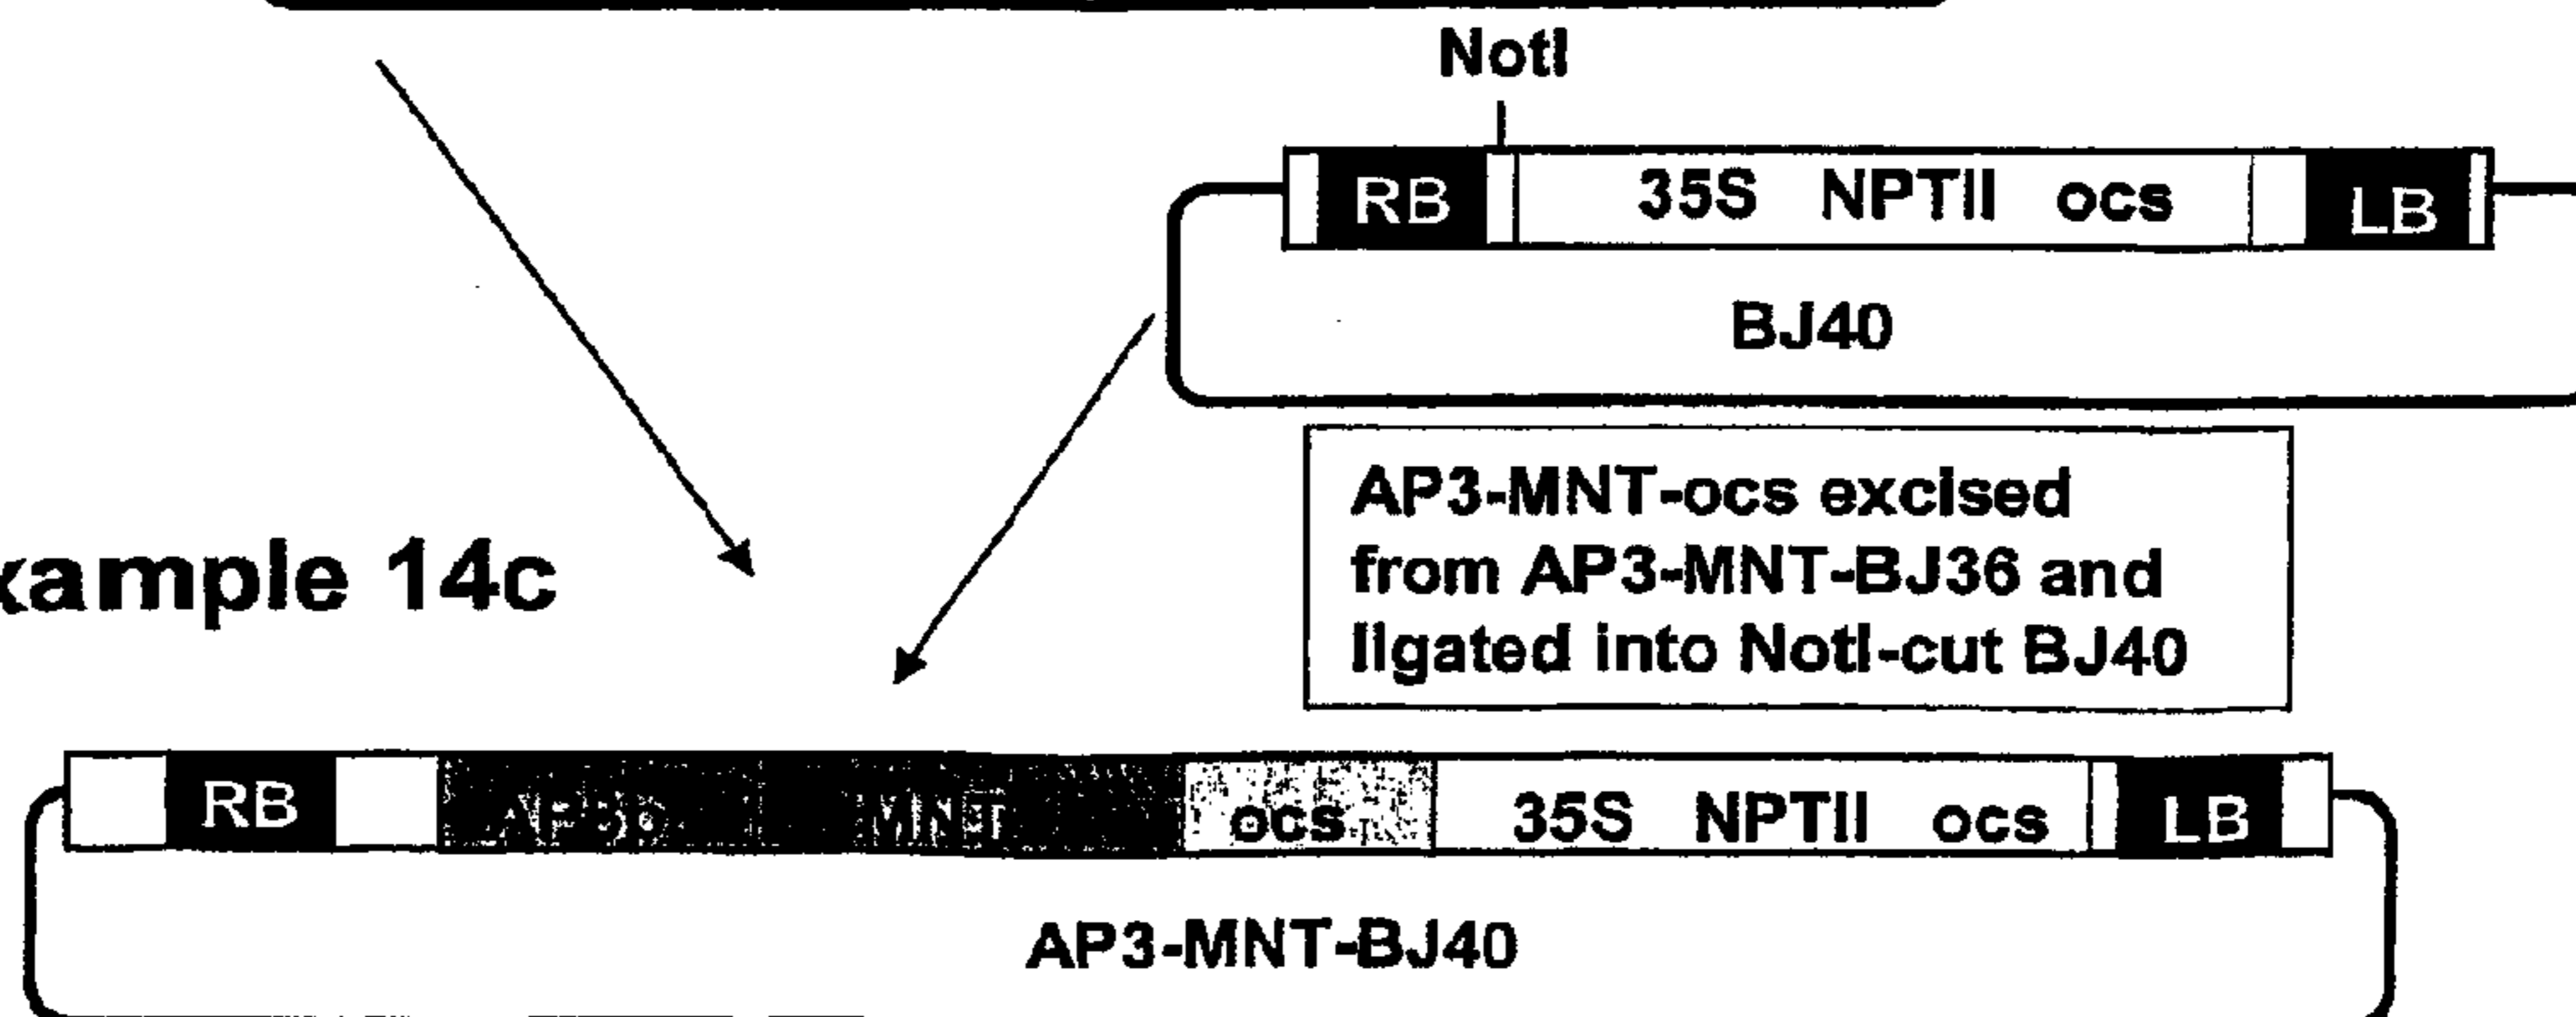 NotI
RB 35S NPTII ocs LB
BJ40
AP3-MNT-ocs excised
from AP3-MNT-BJ36 and
ligated into NotI-cut BJ40
xample 14c
RB AP3p MNT ocs 35S NPTII ocs LB
AP3-MNT-BJ40